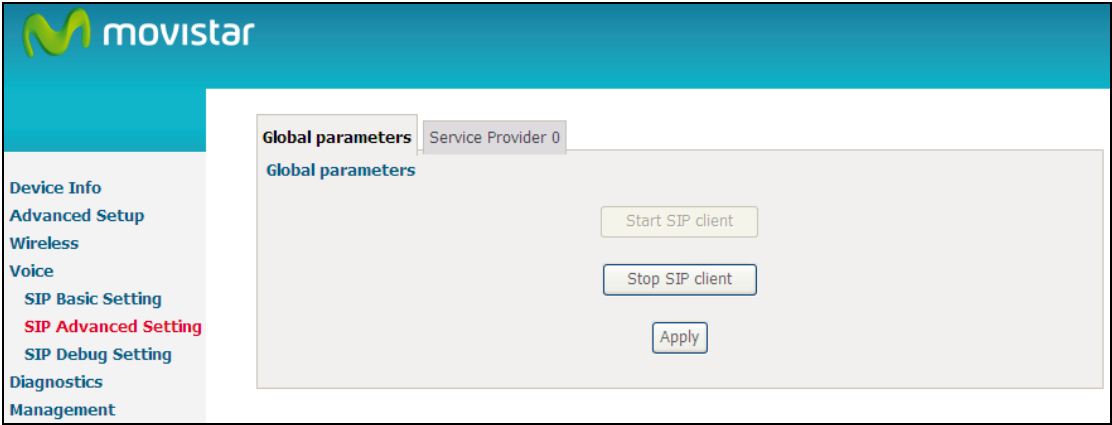 movistar
Global parameters
Service Provider 0
Global parameters
Start SIP client
Stop SIP client
Apply
Device Info
Advanced Setup
Wireless
Voice
SIP Basic Setting
SIP Advanced Setting
SIP Debug Setting
Diagnostics
Management